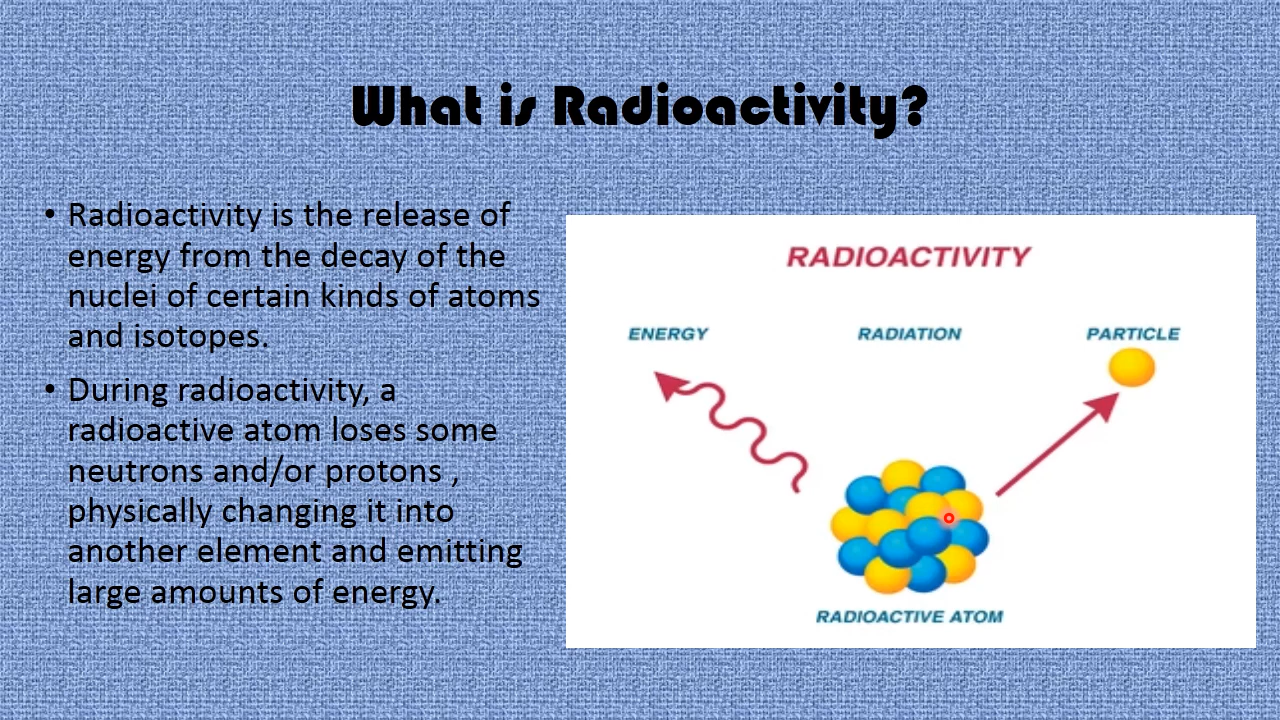 What is Radioactivity?
• Radioactivity is the release of
energy from the decay of the
nuclei of certain kinds of atoms
and isotopes.
• During radioactivity, a
radioactive atom loses some
neutrons and/or protons ,
physically changing it into
another element and emitting
large amounts of energy.
RADIOACTIVITY
ENERGY RADIATION PARTICLE
RADIOACTIVE ATOM